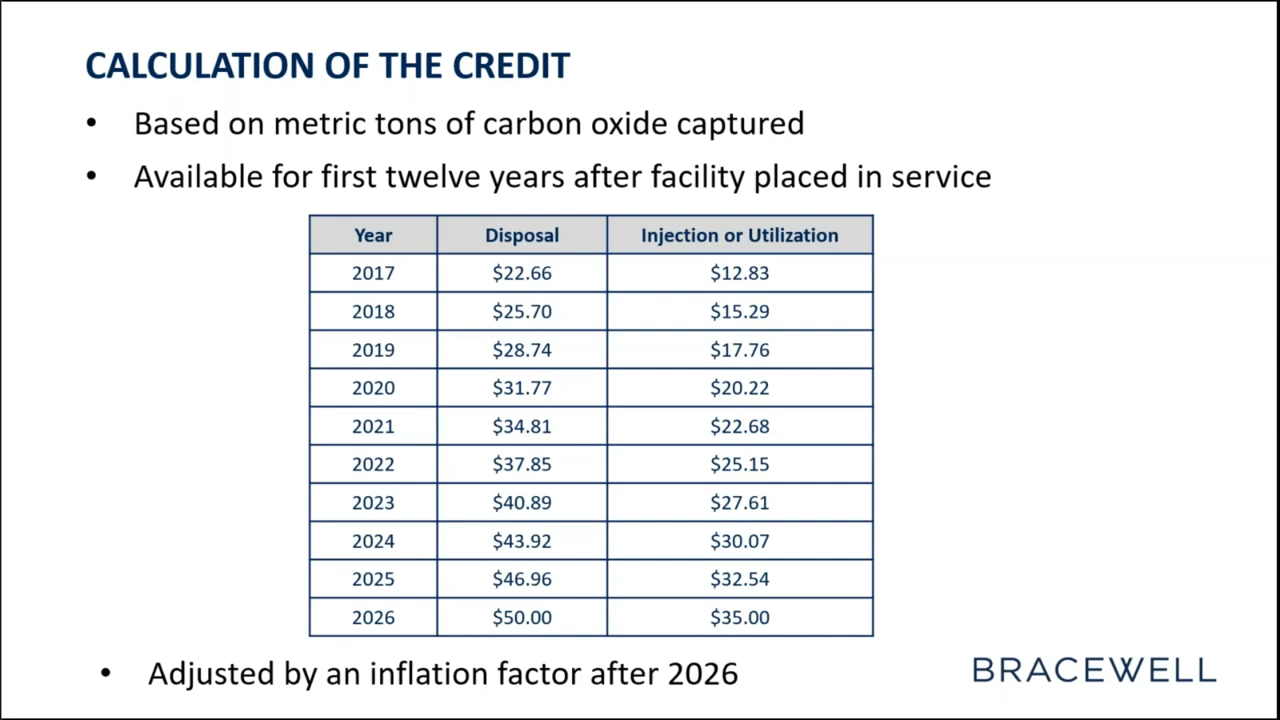 CALCULATION OF THE CREDIT
• Based on metric tons of carbon oxide captured
• Available for first twelve years after facility placed in service
Year Disposal Injection or Utilization
2017 $22.66 $12.83
2018 $25.70 $15.29
2019 $28.74 $17.76
2020 $31.77 $20.22
2021 $34.81 $22.68
2022 $37.85 $25.15
2023 $40.89 $27.61
2024 $43.92 $30.07
2025 $46.96 $32.54
2026 $50.00 $35.00
• Adjusted by an inflation factor after 2026
BRACEWELL